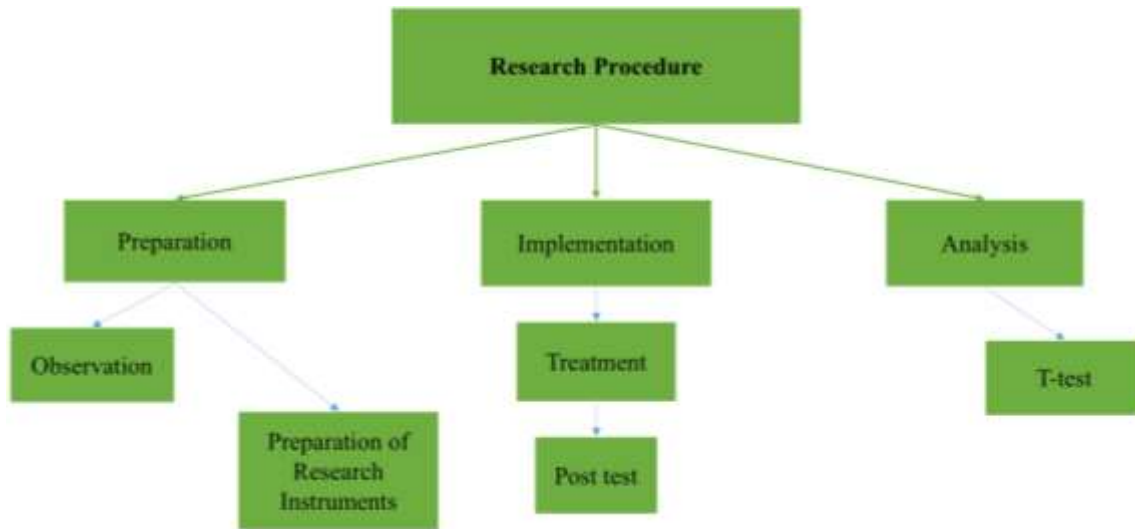 Research Procedure
Preparation
Implementation
Analysis
Observation
Treatment
T-test
Preparation of
Research
Instruments
Post test